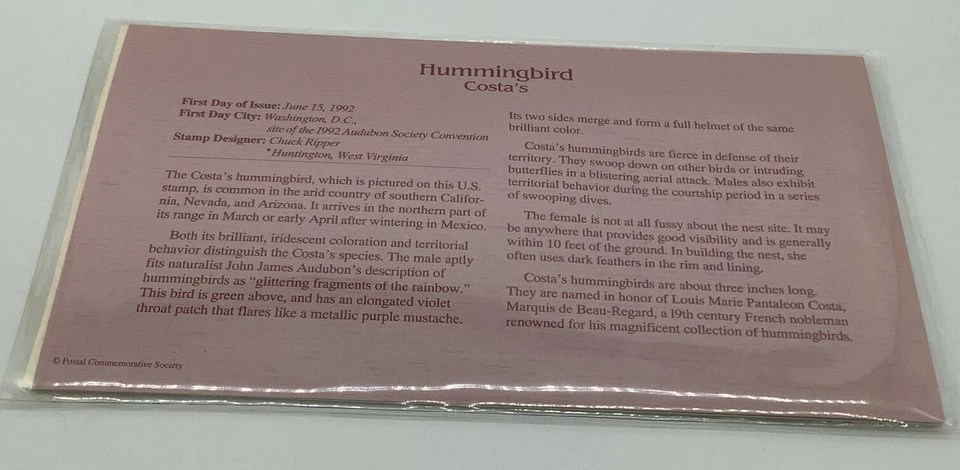 Hummingbird
Costa's
First Day of Issue: June 15, 1992
First Day City: Washington, D.C.,
site of the 1992 Audubon Society Convention
Stamp Designer: Chuck Ripper
*Huntington, West Virginia
The Costa's hummingbird, which is pictured on this U.S.
stamp, is common in the arid country of southern Califor-
nia, Nevada, and Arizona. It arrives in the northern part of
its range in March or early April after wintering in Mexico.
Both its brilliant, iridescent coloration and territorial
behavior distinguish the Costa's species. The male aptly
fits naturalist John James Audubon's description of
hummingbirds as "glittering fragments of the rainbow."
This bird is green above, and has an elongated violet
throat patch that flares like a metallic purple mustache.
Its two sides merge and form a full helmet of the same
brilliant color.
Costa's hummingbirds are fierce in defense of their
territory. They swoop down on other birds or intruding
butterflies in a blistering aerial attack. Males also exhibit
territorial behavior during the courtship period in a series
of swooping dives.
The female is not at all fussy about the nest site. It may
be anywhere that provides good visibility and is generally
within 10 feet of the ground. In building the nest, she
often uses dark feathers in the rim and lining.
Costa's hummingbirds are about three inches long.
They are named in honor of Louis Marie Pantaleon Costa,
Marquis de Beau-Regard, a 19th century French nobleman
renowned for his magnificent collection of hummingbirds.
© Postal Commemorative Society